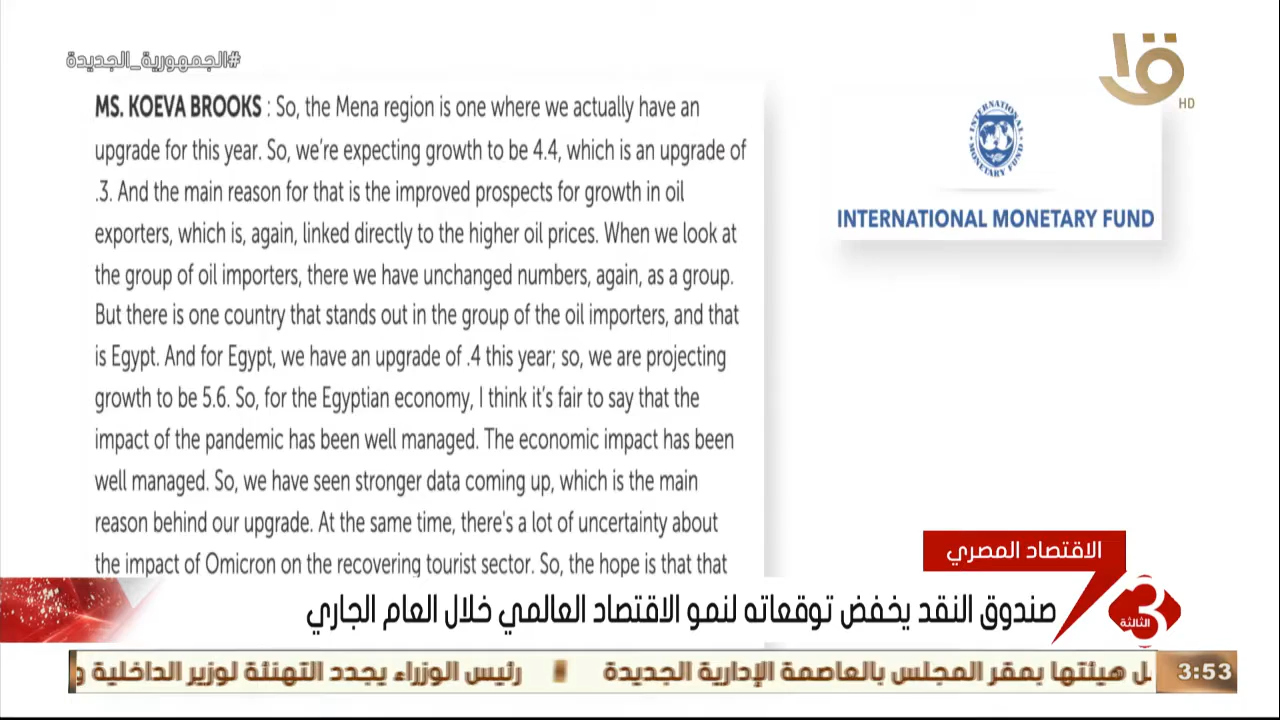 #الجمهورية_الجديدة
HD
MS. KOEVA BROOKS : So, the Mena region is one where we actually have an
upgrade for this year. So, we're expecting growth to be 4.4, which is an upgrade of
.3. And the main reason for that is the improved prospects for growth in oil
exporters, which is, again, linked directly to the higher oil prices. When we look at
the group of oil importers, there we have unchanged numbers, again, as a group.
But there is one country that stands out in the group of the oil importers, and that
is Egypt. And for Egypt, we have an upgrade of .4 this year; so, we are projecting
growth to be 5.6. So, for the Egyptian economy, I think it's fair to say that the
impact of the pandemic has been well managed. The economic impact has been
well managed. So, we have seen stronger data coming up, which is the main
reason behind our upgrade. At the same time, there's a lot of uncertainty about
the impact of Omicron on the recovering tourist sector. So, the hope is that that
INTERNATIONAL MONETARY FUND
INTERNATIONAL MONETARY FUND
الاقتصاد المصري
صندوق النقد يخفض توقعاته لنمو الاقتصاد العالمي خلال العام الجاري
3
الثالثة
ل هيئتها بمقر المجلس بالعاصمة الإدارية الجديدة
رئيس الوزراء يجدد التهنئة لوزير الداخلية و
3:53